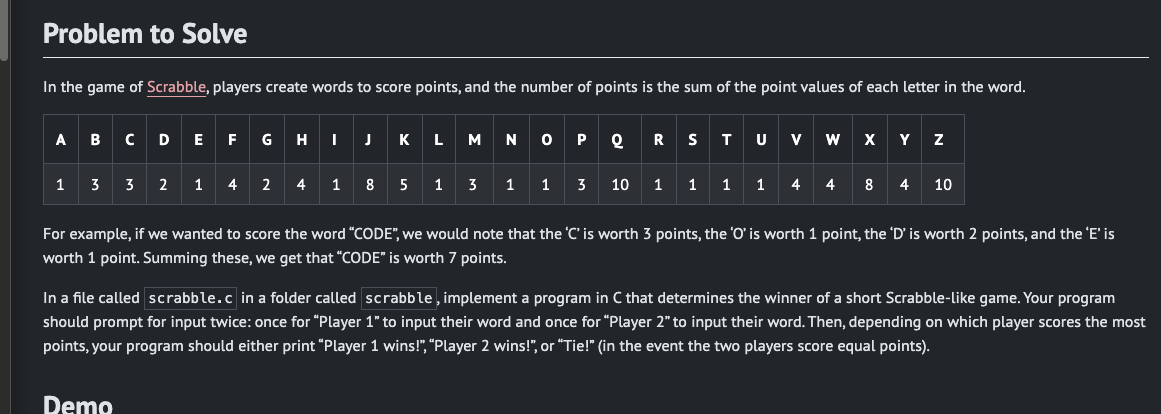 Problem to Solve
In the game of Scrabble, players create words to score points, and the number of points is the sum of the point values of each letter in the word.
A B C D E F G H I J K L M N O P Q R S T U V W X Y Z
1 3 3 2 1 4 2 4 1 8 5 1 3 1 1 3 10 1 1 1 1 4 4 8 4 10
For example, if we wanted to score the word “CODE”, we would note that the ‘C’ is worth 3 points, the ‘O’ is worth 1 point, the ‘D’ is worth 2 points, and the ‘E’ is
worth 1 point. Summing these, we get that “CODE” is worth 7 points.
In a file called scrabble.c in a folder called scrabble, implement a program in C that determines the winner of a short Scrabble-like game. Your program
should prompt for input twice: once for “Player 1” to input their word and once for “Player 2” to input their word. Then, depending on which player scores the most
points, your program should either print “Player 1 wins!”, “Player 2 wins!”, or “Tie!” (in the event the two players score equal points).
Demo